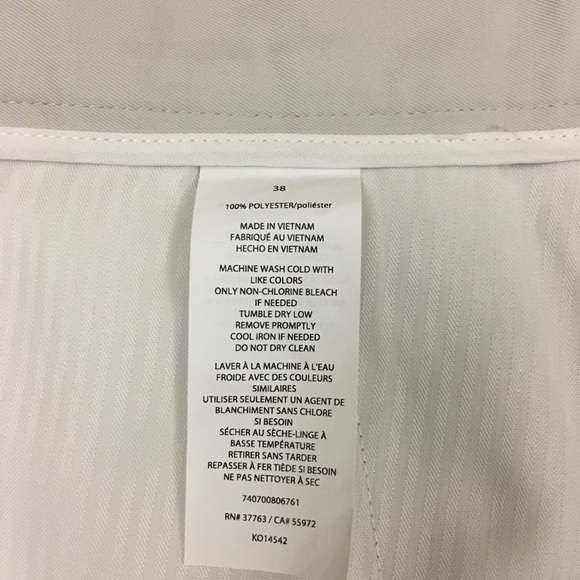 38
100% POLYESTER/poliéster
MADE IN VIETNAM
FABRIQUÉ AU VIETNAM
HECHO EN VIETNAM
MACHINE WASH COLD WITH
LIKE COLORS
ONLY NON-CHLORINE BLEACH
IF NEEDED
TUMBLE DRY LOW
REMOVE PROMPTLY
COOL IRON IF NEEDED
DO NOT DRY CLEAN
LAVER À LA MACHINE À L'EAU
FROIDE AVEC DES COULEURS
SIMILAIRES
UTILISER SEULEMENT UN AGENT DE
BLANCHIMENT SANS CHLORE
SI BESOIN
SÉCHER AU SÈCHE-LINGE À
BASSE TEMPÉRATURE
RETIRER SANS TARDER
REPASSER À FER TIÈDE SI BESOIN
NE PAS NETTOYER À SEC
740700806761
RN# 37763 / CA# 55972
KO14542